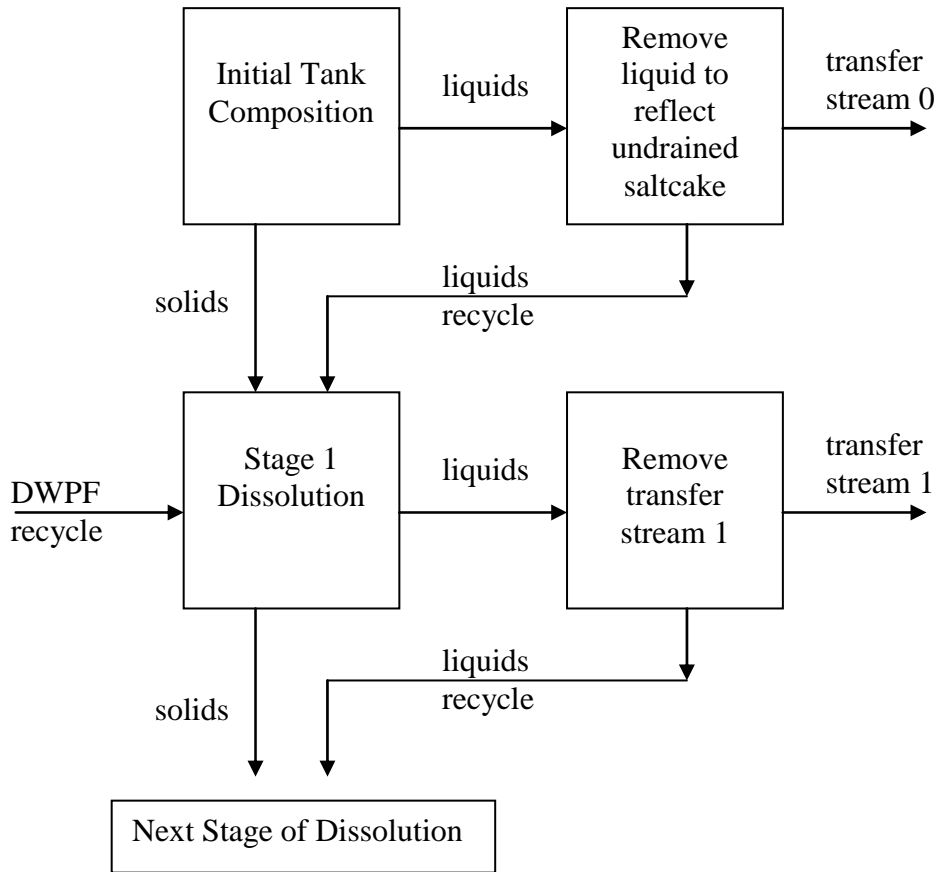 Initial Tank
Composition
liquids
Remove
liquid to
reflect
undrained
saltcake
transfer
stream 0
solids
liquids
recycle
DWPF
recycle
Stage 1
Dissolution
liquids
Remove
transfer
stream 1
transfer
stream 1
solids
liquids
recycle
Next Stage of Dissolution